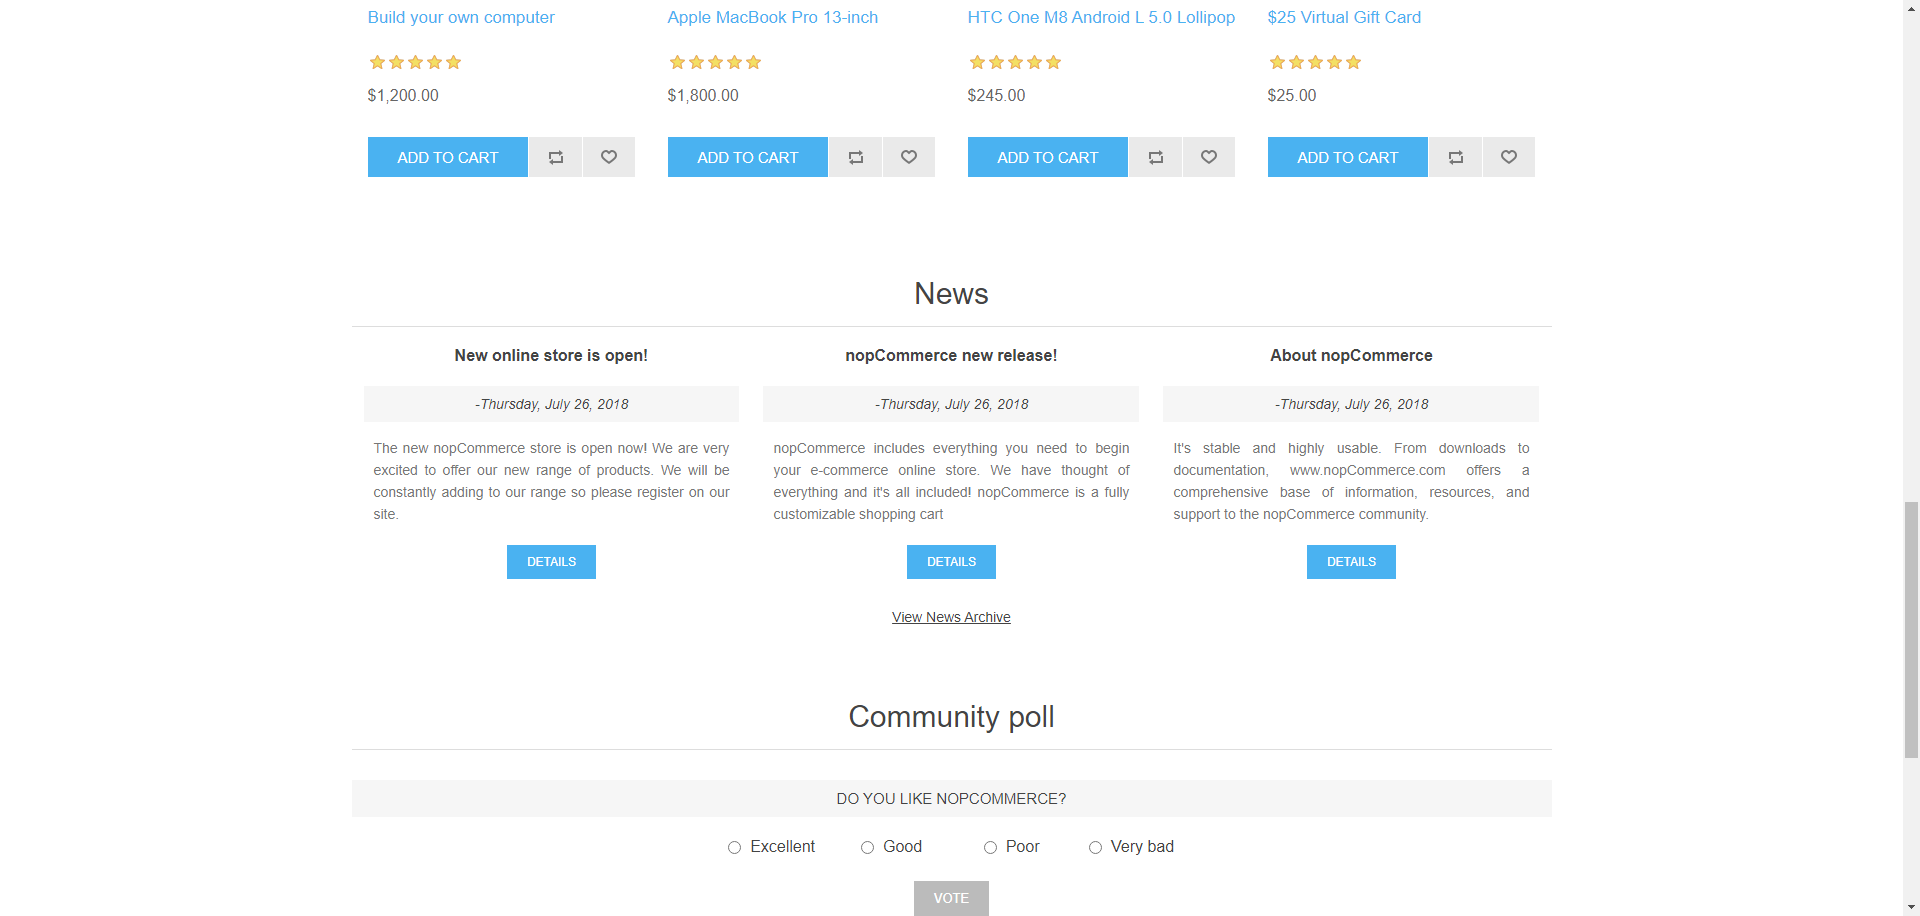 Build your own computer
Apple MacBook Pro 13-inch
HTC One M8 Android L 5.0 Lollipop
$25 Virtual Gift Card
$1,200.00
$1,800.00
$245.00
$25.00
ADD TO CART
ADD TO CART
ADD TO CART
ADD TO CART
News
New online store is open!
-Thursday, July 26, 2018
The new nopCommerce store is open now! We are very
excited to offer our new range of products. We will be
constantly adding to our range so please register on our
site.
DETAILS
nopCommerce new release!
-Thursday, July 26, 2018
nopCommerce includes everything you need to begin
your e-commerce online store. We have thought of
everything and it's all included! nopCommerce is a fully
customizable shopping cart
DETAILS
About nopCommerce
-Thursday, July 26, 2018
It's stable and highly usable. From downloads to
documentation, www.nopCommerce.com offers a
comprehensive base of information, resources, and
support to the nopCommerce community.
DETAILS
View News Archive
Community poll
DO YOU LIKE NOPCOMMERCE?
Excellent
Good
Poor
Very bad
VOTE